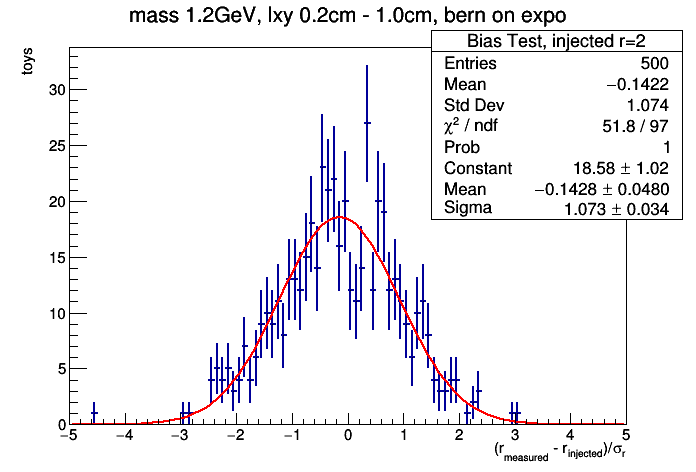 mass 1.2GeV, lxy 0.2cm - 1.0cm, bern on expo
toys
Bias Test, injected r=2
Entries 500
Mean −0.1422
Std Dev 1.074
χ² / ndf 51.8 / 97
Prob 1
Constant 18.58 ± 1.02
Mean −0.1428 ± 0.0480
Sigma 1.073 ± 0.034
30
25
20
15
10
5
0
−5 −4 −3 −2 −1 0 1 2 3 4 5
(r_measured - r_injected)/σ_r